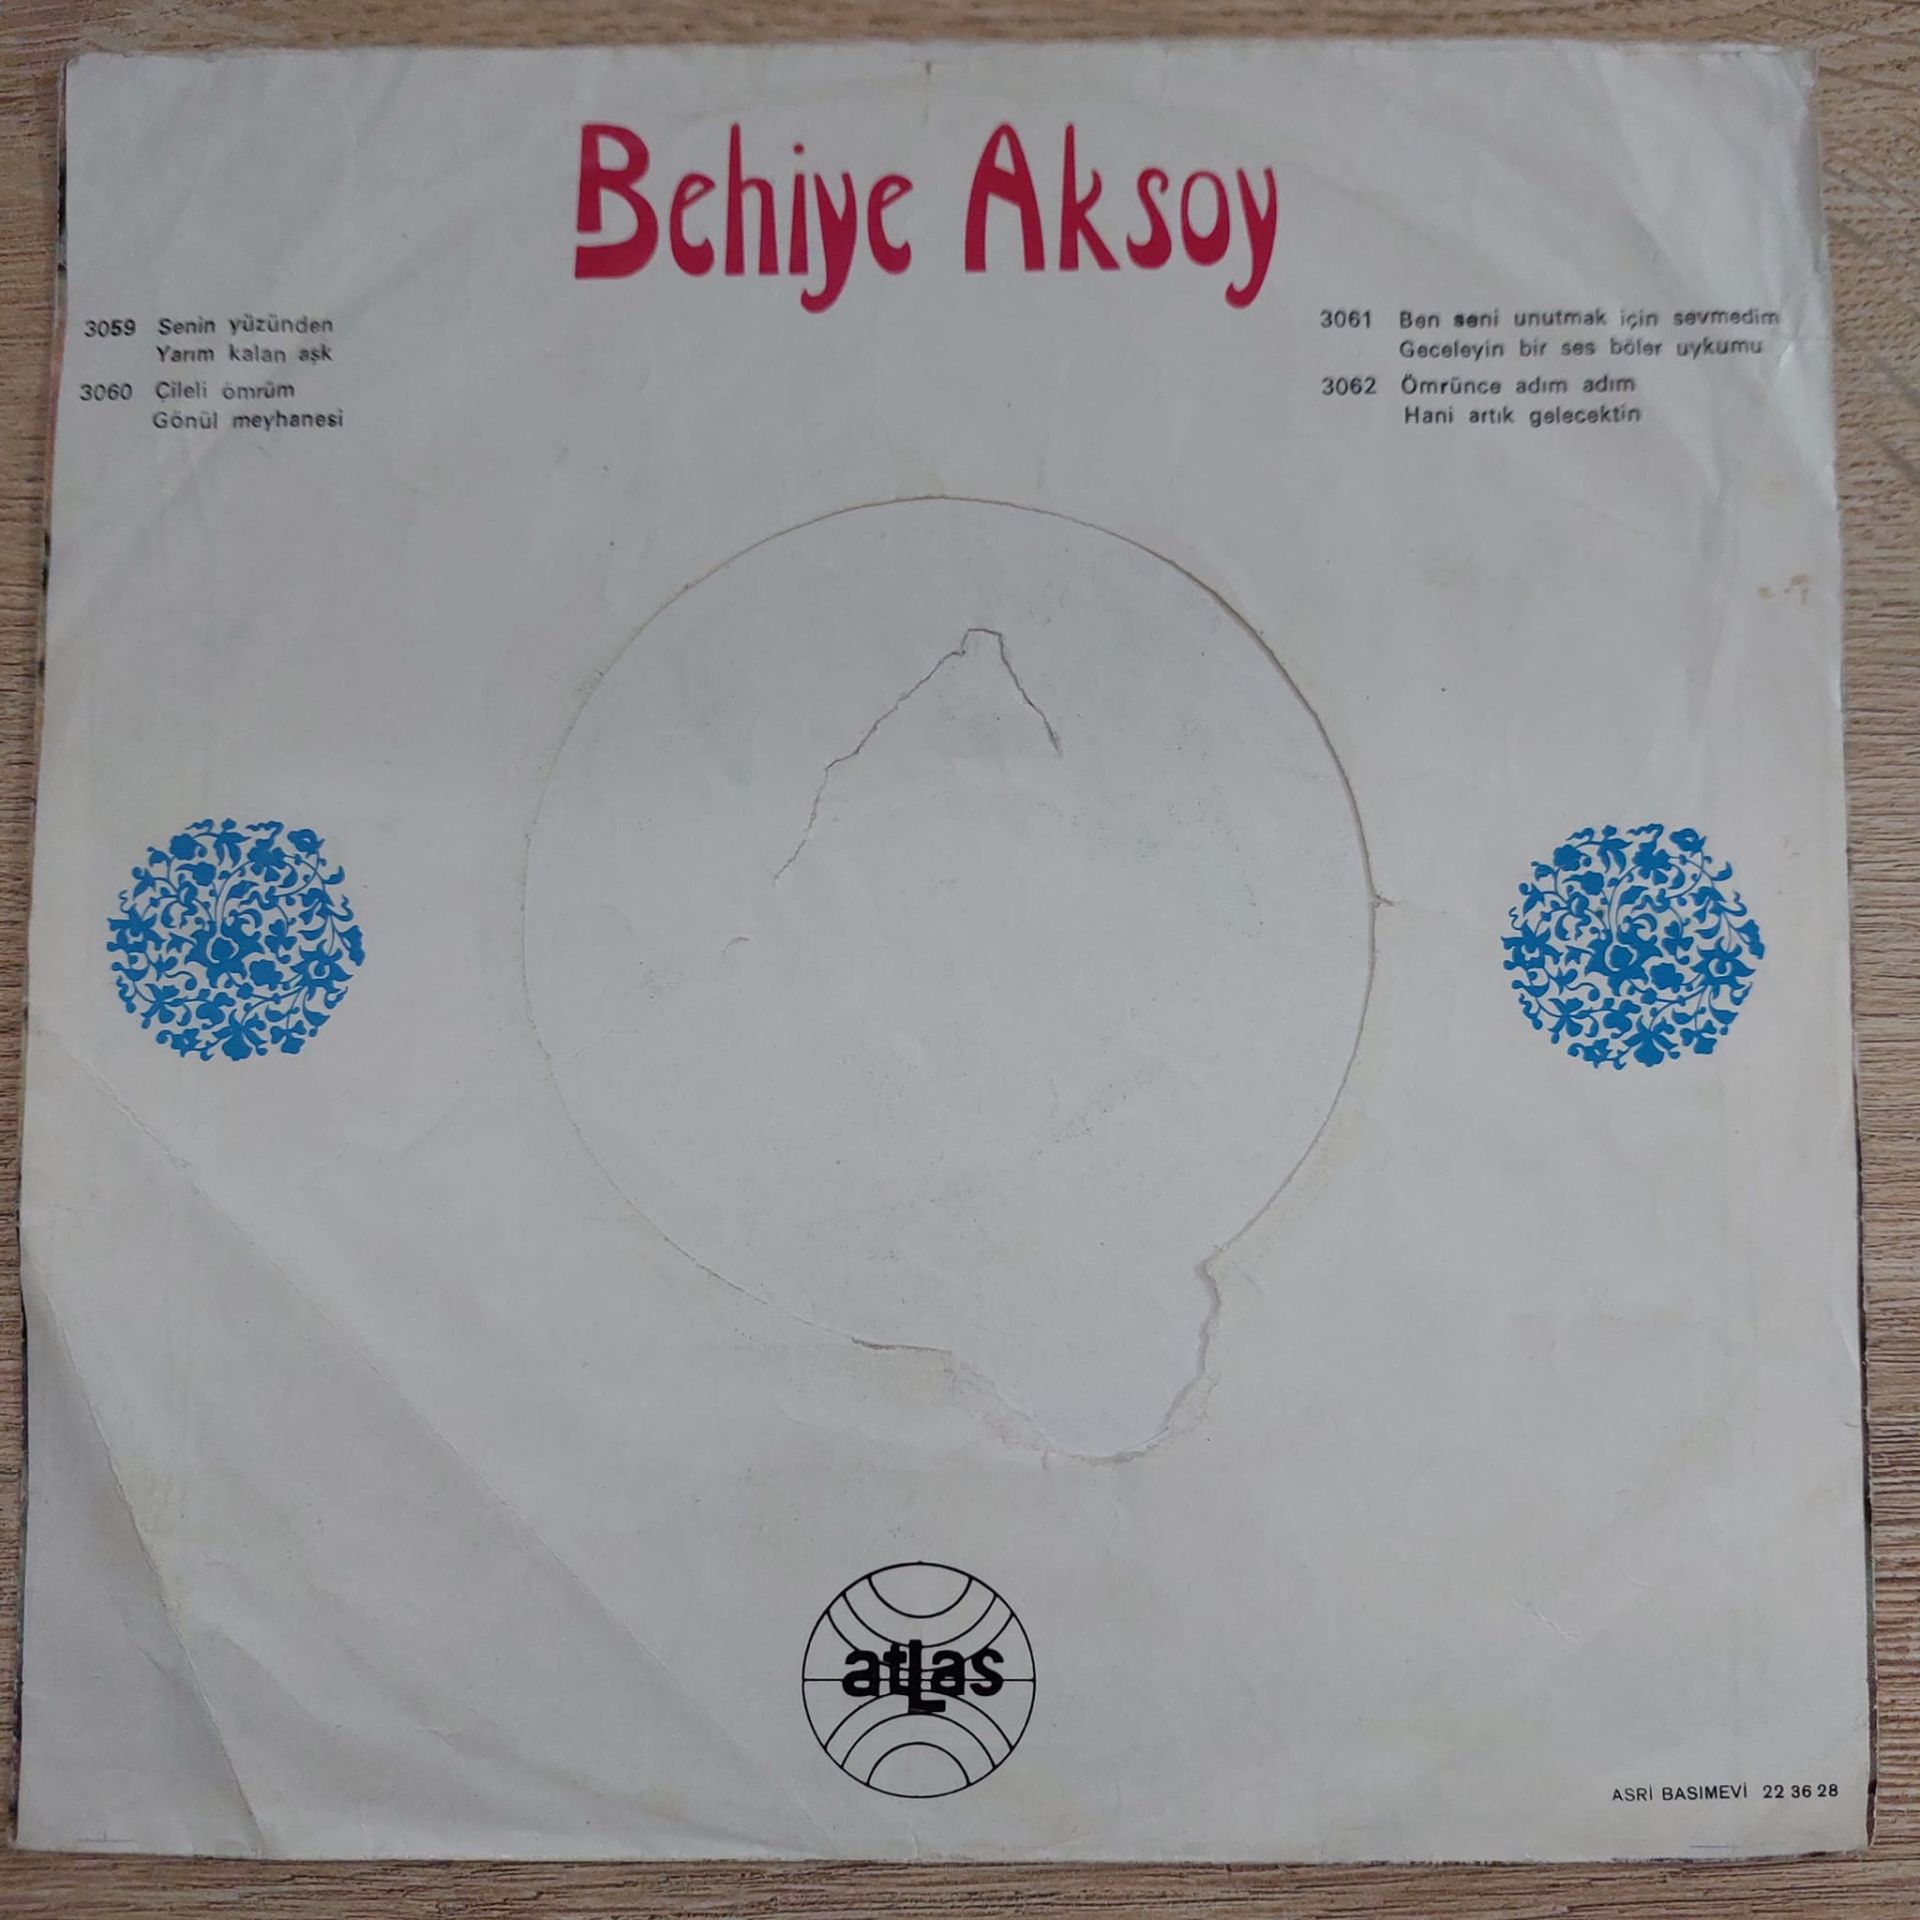 Behiye Aksoy
3059 Senin yüzünden
Yarım kalan aşk
3060 Çileli ömrüm
Gönül meyhanesi
3061 Ben seni unutmak için sevmedim
Geceleyin bir ses böler uykumu
3062 Ömrünce adım adım
Hani artık gelecektin
atLas
ASRİ BASIMEVİ 22 36 28